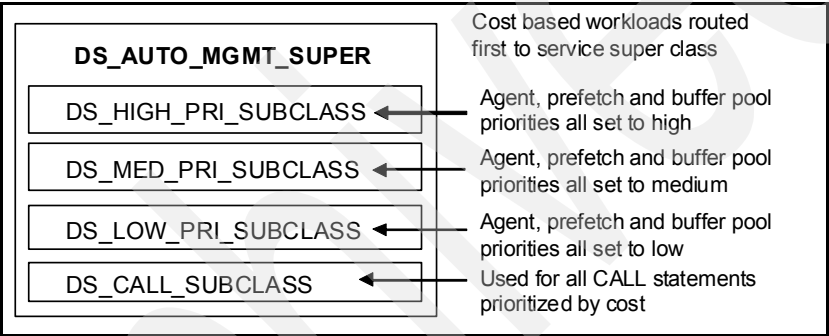 Cost based workloads routed
first to service super class
DS_AUTO_MGMT_SUPER
DS_HIGH_PRI_SUBCLASS
Agent, prefetch and buffer pool
priorities all set to high
DS_MED_PRI_SUBCLASS
Agent, prefetch and buffer pool
priorities all set to medium
DS_LOW_PRI_SUBCLASS
Agent, prefetch and buffer pool
priorities all set to low
DS_CALL_SUBCLASS
Used for all CALL statements
prioritized by cost